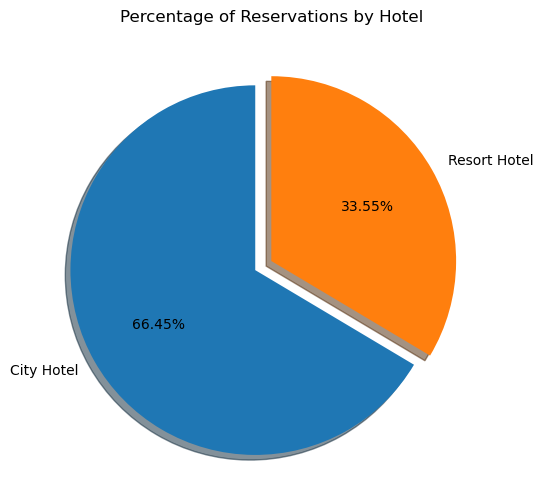 Percentage of Reservations by Hotel
Resort Hotel
33.55%
66.45%
City Hotel